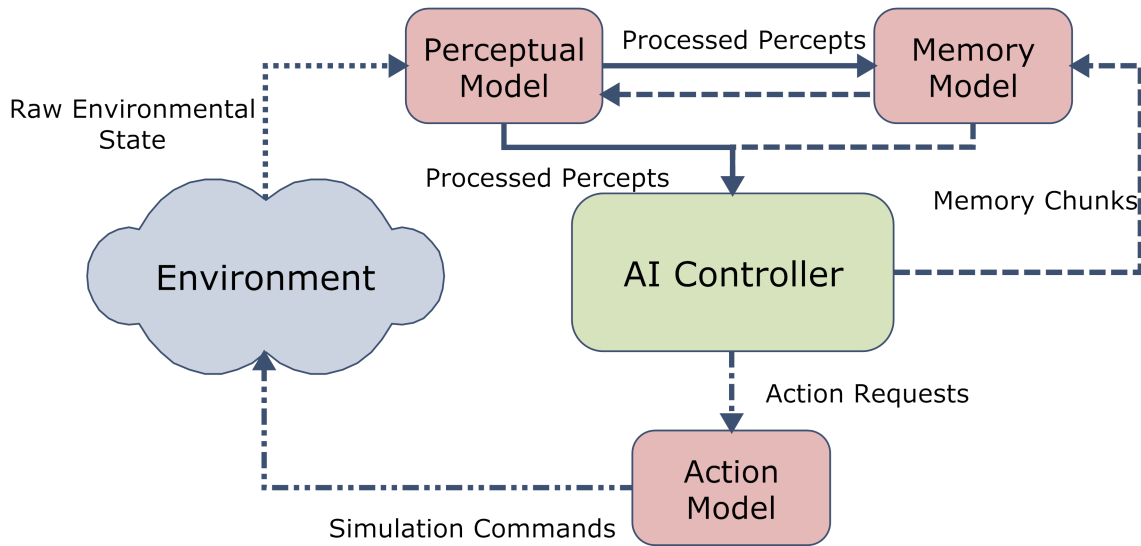 Perceptual
Model
Processed Percepts
Memory
Model
Raw Environmental
State
Processed Percepts
Memory Chunks
Environment
AI Controller
Action Requests
Action
Model
Simulation Commands